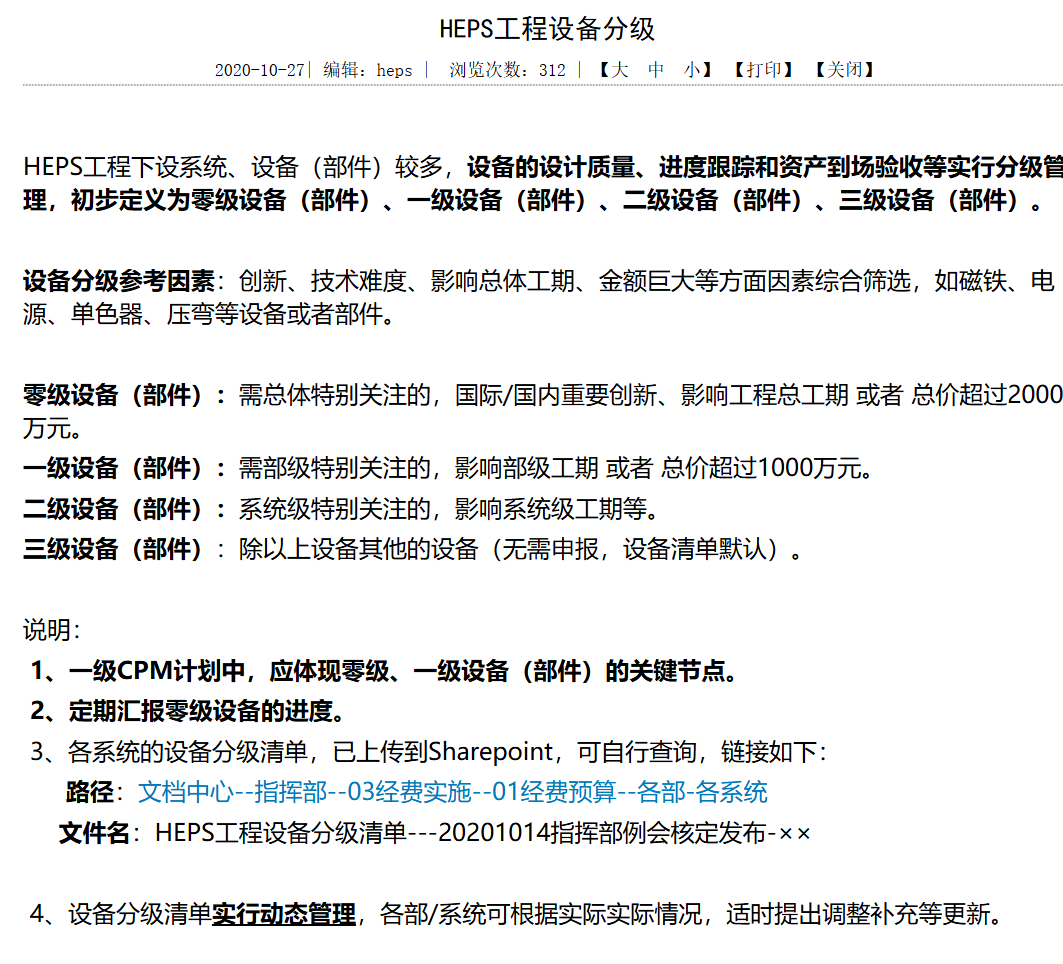 HEPS工程设备分级
2020-10-27| 编辑：heps | 浏览次数：312 | 【大 中 小】 【打印】 【关闭】
HEPS工程下设系统、设备（部件）较多，设备的设计质量、进度跟踪和资产到场验收等实行分级管
理，初步定义为零级设备（部件）、一级设备（部件）、二级设备（部件）、三级设备（部件）。
设备分级参考因素：创新、技术难度、影响总体工期、金额巨大等方面因素综合筛选，如磁铁、电
源、单色器、压弯等设备或者部件。
零级设备（部件）：需总体特别关注的，国际/国内重要创新、影响工程总工期 或者 总价超过2000
万元。
一级设备（部件）：需部级特别关注的，影响部级工期 或者 总价超过1000万元。
二级设备（部件）：系统级特别关注的，影响系统级工期等。
三级设备（部件）：除以上设备其他的设备（无需申报，设备清单默认）。
说明：
1、一级CPM计划中，应体现零级、一级设备（部件）的关键节点。
2、定期汇报零级设备的进度。
3、各系统的设备分级清单，已上传到Sharepoint，可自行查询，链接如下：
路径：文档中心--指挥部--03经费实施--01经费预算--各部-各系统
文件名：HEPS工程设备分级清单---20201014指挥部例会核定发布-××
4、设备分级清单实行动态管理，各部/系统可根据实际实际情况，适时提出调整补充等更新。